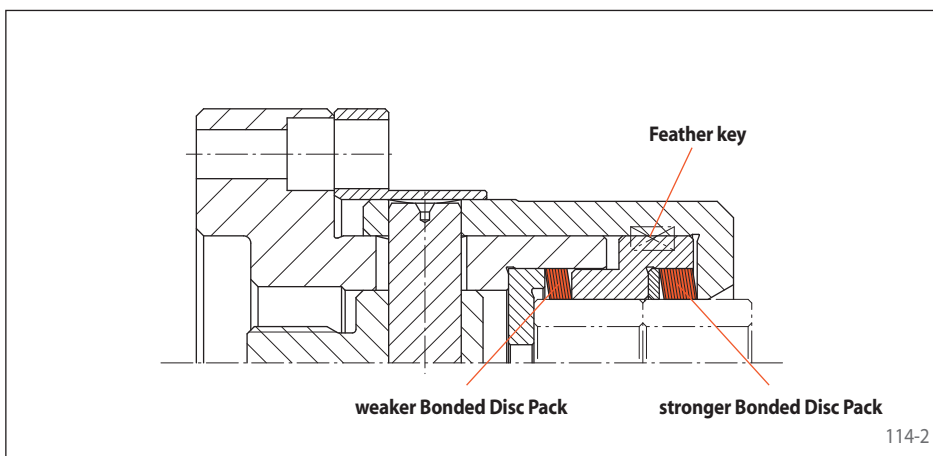 Feather key
weaker Bonded Disc Pack
stronger Bonded Disc Pack
114-2